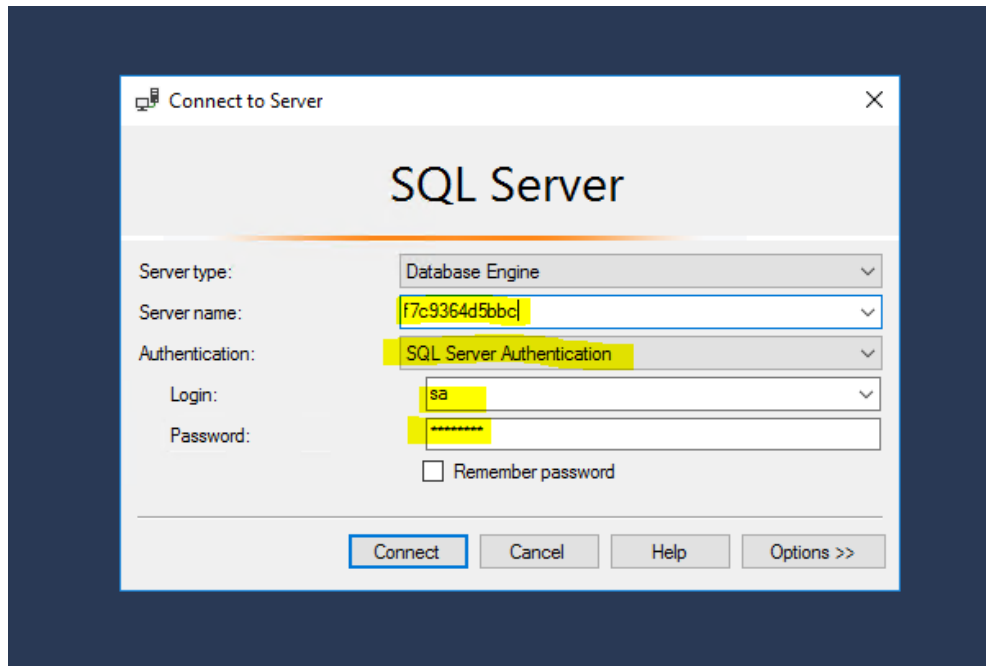 Connect to Server
SQL Server
Server type: Database Engine
Server name: f7c9364d5bbc
Authentication: SQL Server Authentication
Login: sa
Password: ********
Remember password
Connect Cancel Help Options >>